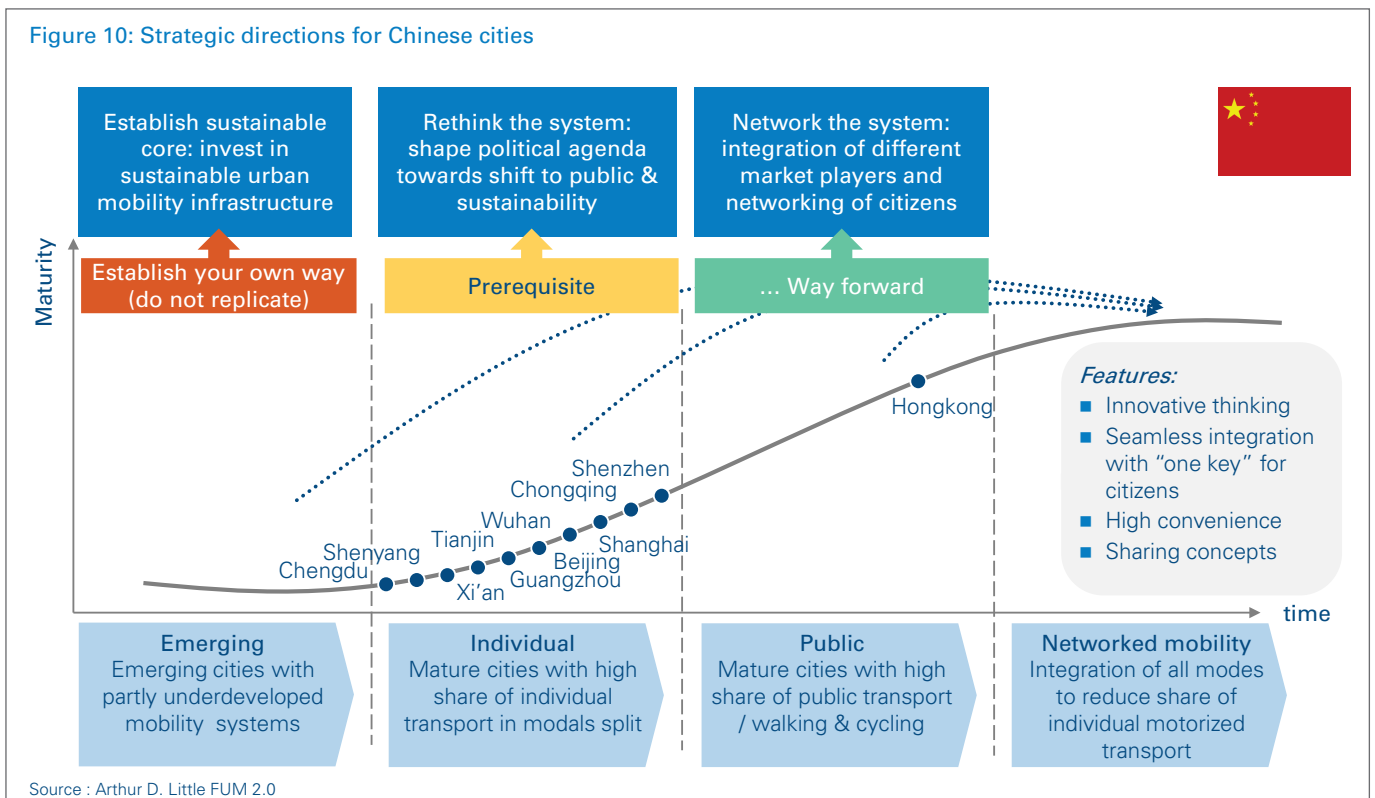 Figure 10: Strategic directions for Chinese cities
Establish sustainable
core: invest in
sustainable urban
mobility infrastructure
Rethink the system:
shape political agenda
towards shift to public &
sustainability
Network the system:
integration of different
market players and
networking of citizens
Establish your own way
(do not replicate)
Prerequisite
... Way forward
Maturity
Features:
■ Innovative thinking
■ Seamless integration
with “one key” for
citizens
■ High convenience
■ Sharing concepts
Hongkong
Shenzhen
Chongqing
Wuhan
Shanghai
Tianjin
Beijing
Shenyang
Guangzhou
Chengdu
Xi’an
time
Emerging
Emerging cities with
partly underdeveloped
mobility systems
Individual
Mature cities with high
share of individual
transport in modals split
Public
Mature cities with high
share of public transport
/ walking & cycling
Networked mobility
Integration of all modes
to reduce share of
individual motorized
transport
Source : Arthur D. Little FUM 2.0